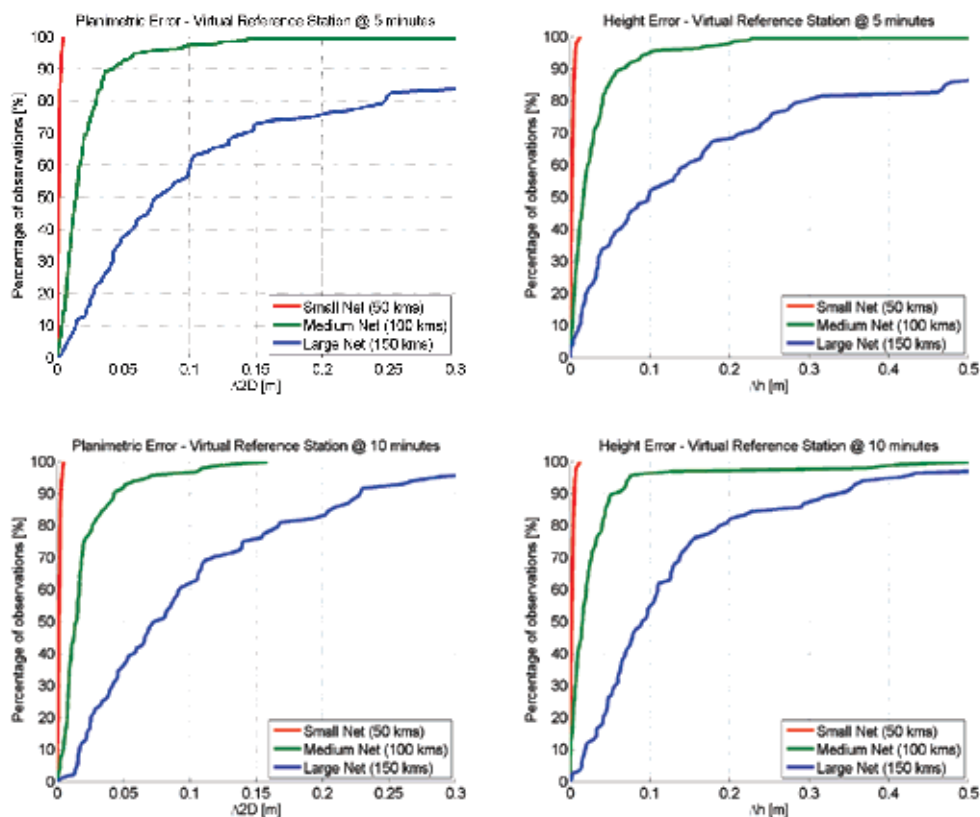 Planimetric Error - Virtual Reference Station @ 5 minutes
Percentage of observations [%]
100
90
80
70
60
50
40
30
20
10
0
Small Net (50 kms)
Medium Net (100 kms)
Large Net (150 kms)
0 0.05 0.1 0.15 0.2 0.25 0.3
Δ2D [m]
Height Error - Virtual Reference Station @ 5 minutes
Percentage of observations [%]
100
90
80
70
60
50
40
30
20
10
0
Small Net (50 kms)
Medium Net (100 kms)
Large Net (150 kms)
0 0.1 0.2 0.3 0.4 0.5
Δh [m]
Planimetric Error - Virtual Reference Station @ 10 minutes
Percentage of observations [%]
100
90
80
70
60
50
40
30
20
10
0
Small Net (50 kms)
Medium Net (100 kms)
Large Net (150 kms)
0 0.05 0.1 0.15 0.2 0.25 0.3
Δ2D [m]
Height Error - Virtual Reference Station @ 10 minutes
Percentage of observations [%]
100
90
80
70
60
50
40
30
20
10
0
Small Net (50 kms)
Medium Net (100 kms)
Large Net (150 kms)
0 0.1 0.2 0.3 0.4 0.5
Δh [m]